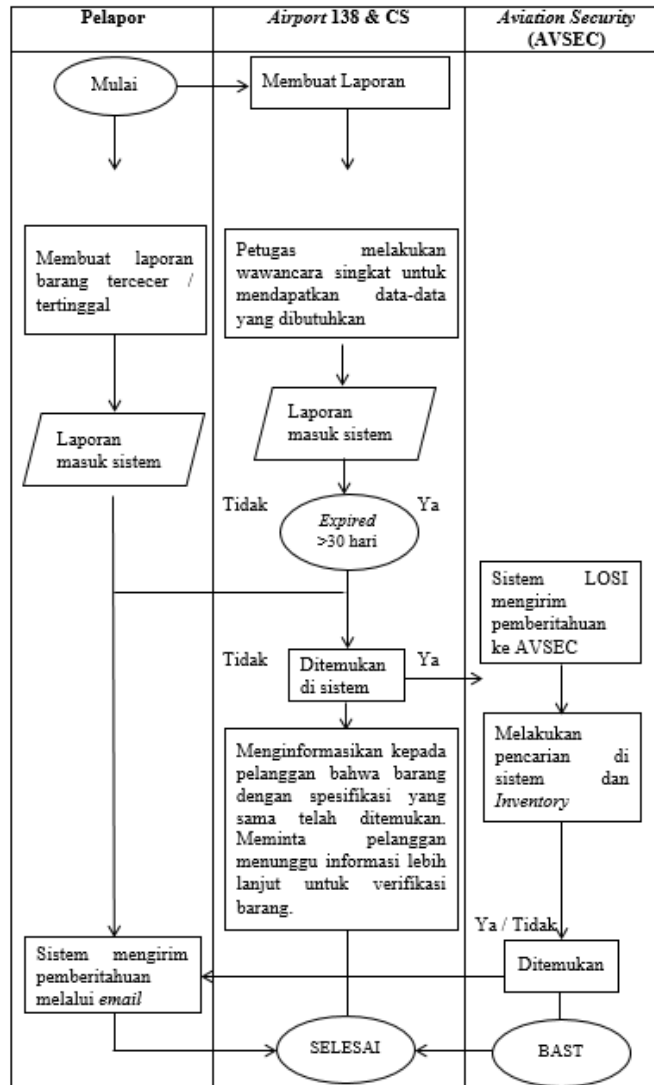 Pelapor
Airport 138 & CS
Aviation Security
(AVSEC)
Mulai
Membuat Laporan
Membuat laporan
barang tercecer /
tertinggal
Petugas melakukan
wawancara singkat untuk
mendapatkan data-data
yang dibutuhkan
Laporan
masuk sistem
Laporan
masuk sistem
Tidak
Expired
>30 hari
Ya
Sistem LOSI
mengirim
pemberitahuan
ke AVSEC
Tidak
Ditemukan
di sistem
Ya
Melakukan
pencarian di
sistem dan
Inventory
Menginformasikan kepada
pelanggan bahwa barang
dengan spesifikasi yang
sama telah ditemukan.
Meminta pelanggan
menunggu informasi lebih
lanjut untuk verifikasi
barang.
Ya / Tidak
Sistem mengirim
pemberitahuan
melalui email
Ditemukan
SELESAI
BAST